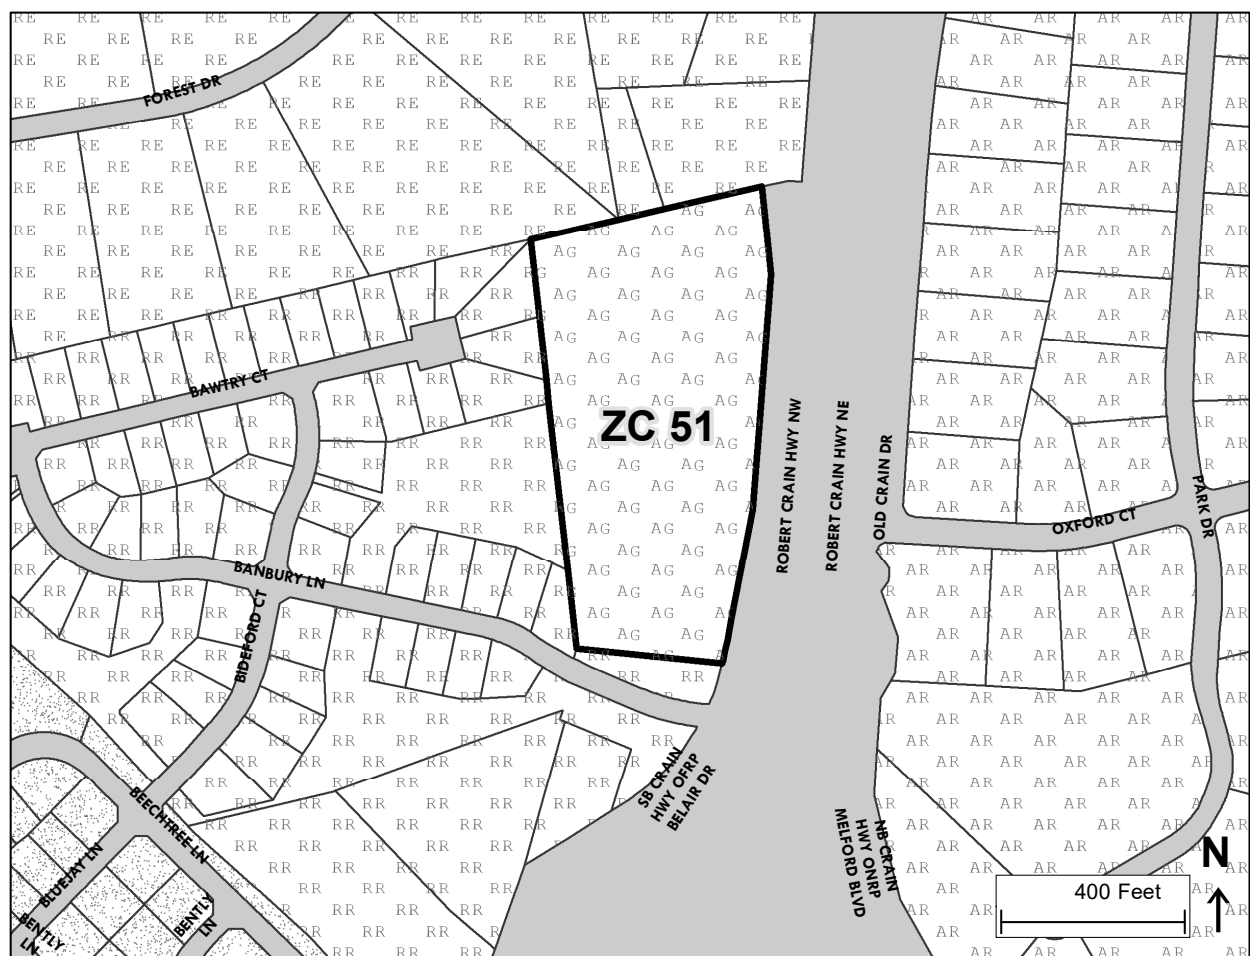 RE
FOREST DR
AR
AG
RR
BAWTRY CT
ZC 51
ROBERT CRAIN HWY NW
ROBERT CRAIN HWY NE
OLD CRAIN DR
OXFORD CT
PARK DR
BANBURY LN
BIDEFORD CT
SB CRAIN
HWY OFRP
BELAIR DR
BEECHTREE LN
BLUEJAY LN
BENTLY
LN
BENTLY
LN
NB CRAIN
HWY ONRP
MELFORD BLVD
N
400 Feet